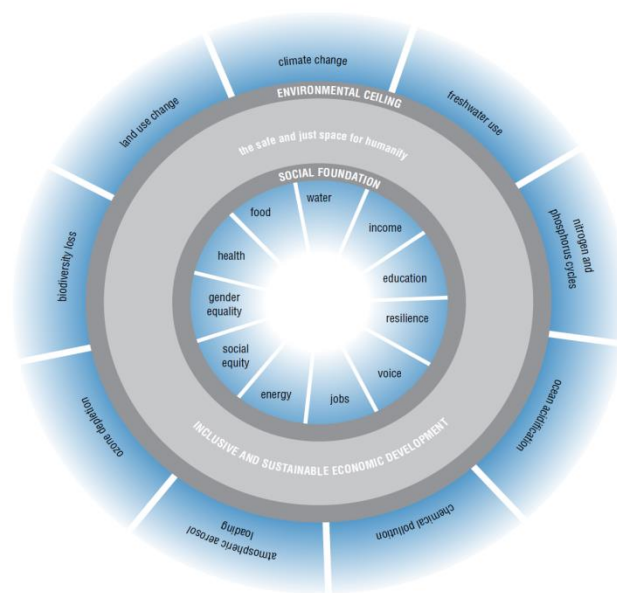 climate change
freshwater use
nitrogen and
phosphorus cycles
ocean acidification
chemical pollution
atmospheric aerosol
loading
ozone depletion
biodiversity loss
land use change
ENVIRONMENTAL CEILING
the safe and just space for humanity
SOCIAL FOUNDATION
water
income
education
resilience
voice
jobs
energy
social
equity
gender
equality
health
food
INCLUSIVE AND SUSTAINABLE ECONOMIC DEVELOPMENT